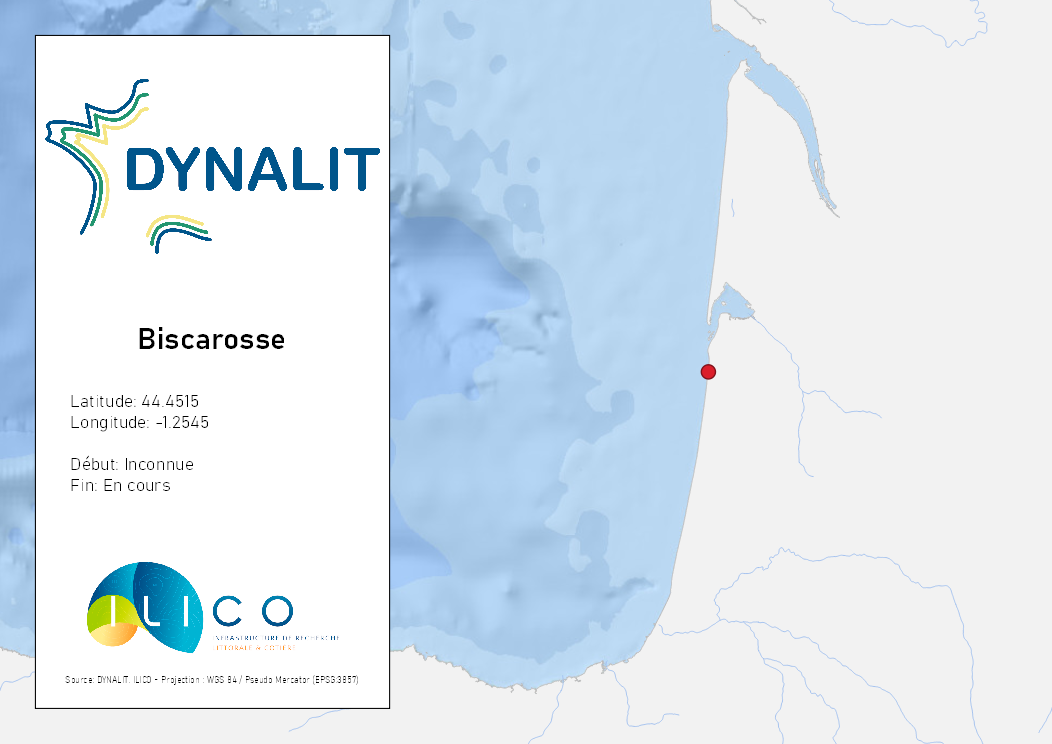 DYNALIT
Biscarosse
Latitude: 44.4515
Longitude: -1.2545
Début: Inconnue
Fin: En cours
ILICO
INFRASTRUCTURE DE RECHERCHE
LITTORALE & COTIERE
Source: DYNALIT, ILICO - Projection : WGS 84 / Pseudo Mercator (EPSG:3857)